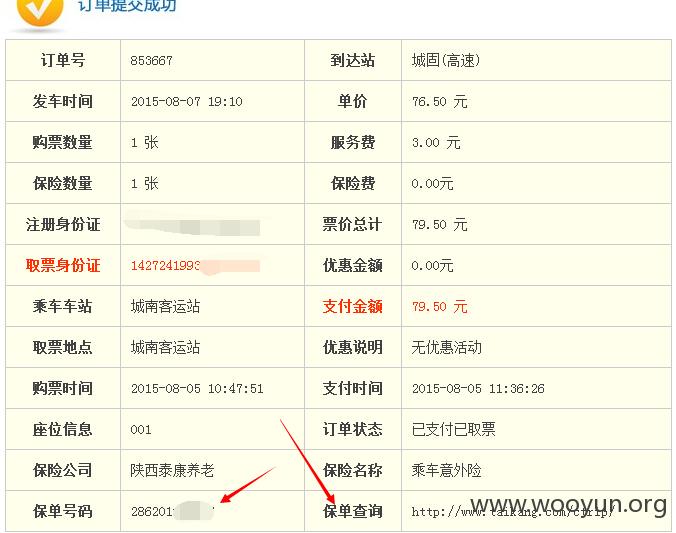 订单提交成功
订单号 853667 到达站 城固(高速)
发车时间 2015-08-07 19:10 单价 76.50 元
购票数量 1 张 服务费 3.00 元
保险数量 1 张 保险费 0.00元
注册身份证 票价总计 79.50 元
取票身份证 1427241993 优惠金额 0.00元
乘车车站 城南客运站 支付金额 79.50 元
取票地点 城南客运站 优惠说明 无优惠活动
购票时间 2015-08-05 10:47:51 支付时间 2015-08-05 11:36:26
座位信息 001 订单状态 已支付已取票
保险公司 陕西泰康养老 保险名称 乘车意外险
保单号码 286201 保单查询 http://www.taikang.com/cjtrip/
www.wooyun.org